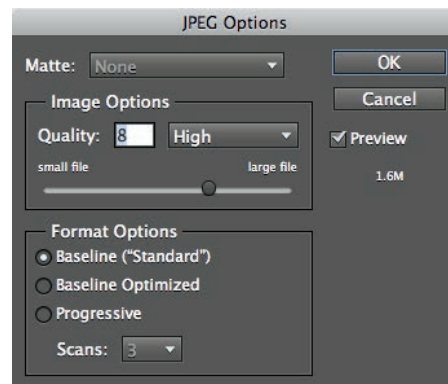 JPEG Options
Matte: None
OK
Cancel
Image Options
Quality: 8 High
Preview
small file large file
1.6M
Format Options
Baseline (“Standard”)
Baseline Optimized
Progressive
Scans: 3